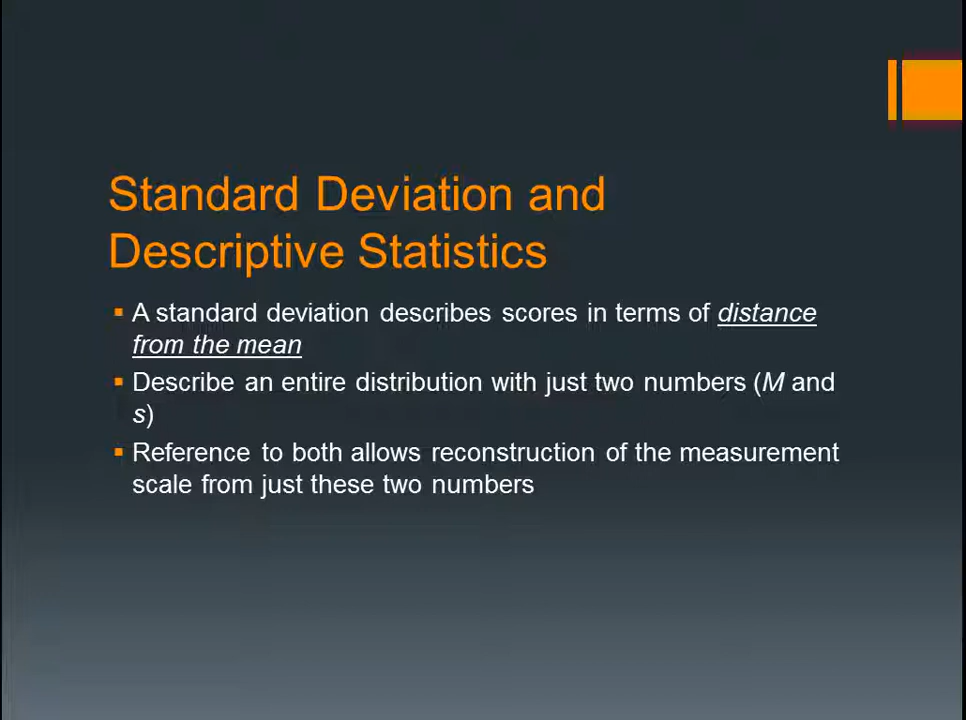 Standard Deviation and
Descriptive Statistics
▪ A standard deviation describes scores in terms of distance
from the mean
▪ Describe an entire distribution with just two numbers (M and
s)
▪ Reference to both allows reconstruction of the measurement
scale from just these two numbers